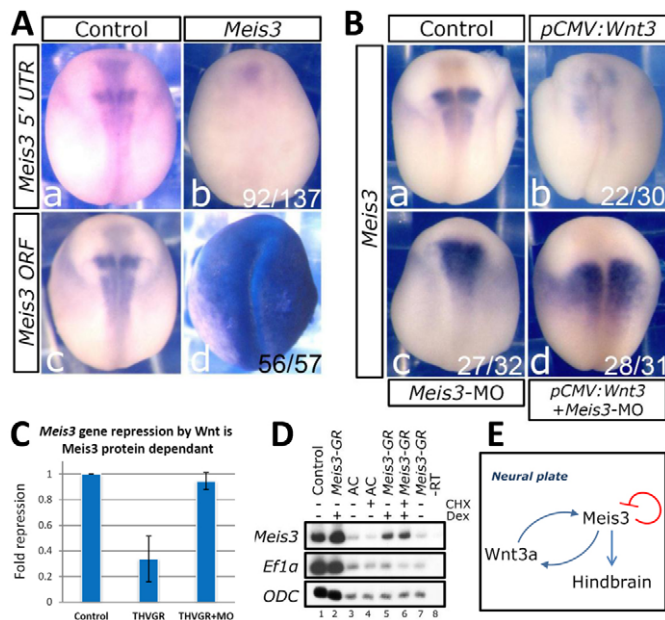 A
Control
Meis3
Meis3 5' UTR
a
b
92/137
Meis3 ORF
c
d
56/57
B
Control
pCMV:Wnt3
Meis3
a
b
22/30
c
27/32
d
28/31
Meis3-MO
pCMV:Wnt3
+Meis3-MO
C
Meis3 gene repression by Wnt is
Meis3 protein dependant
Fold repression
1
0.8
0.6
0.4
0.2
0
Control
THVGR
THVGR+MO
D
Control
Meis3-GR
AC
AC
Meis3-GR
Meis3-GR
Meis3-GR
-RT
- - - + - + - CHX
- + - - + + - Dex
Meis3
Ef1α
ODC
1 2 3 4 5 6 7 8
E
Neural plate
Meis3
Wnt3a
Hindbrain